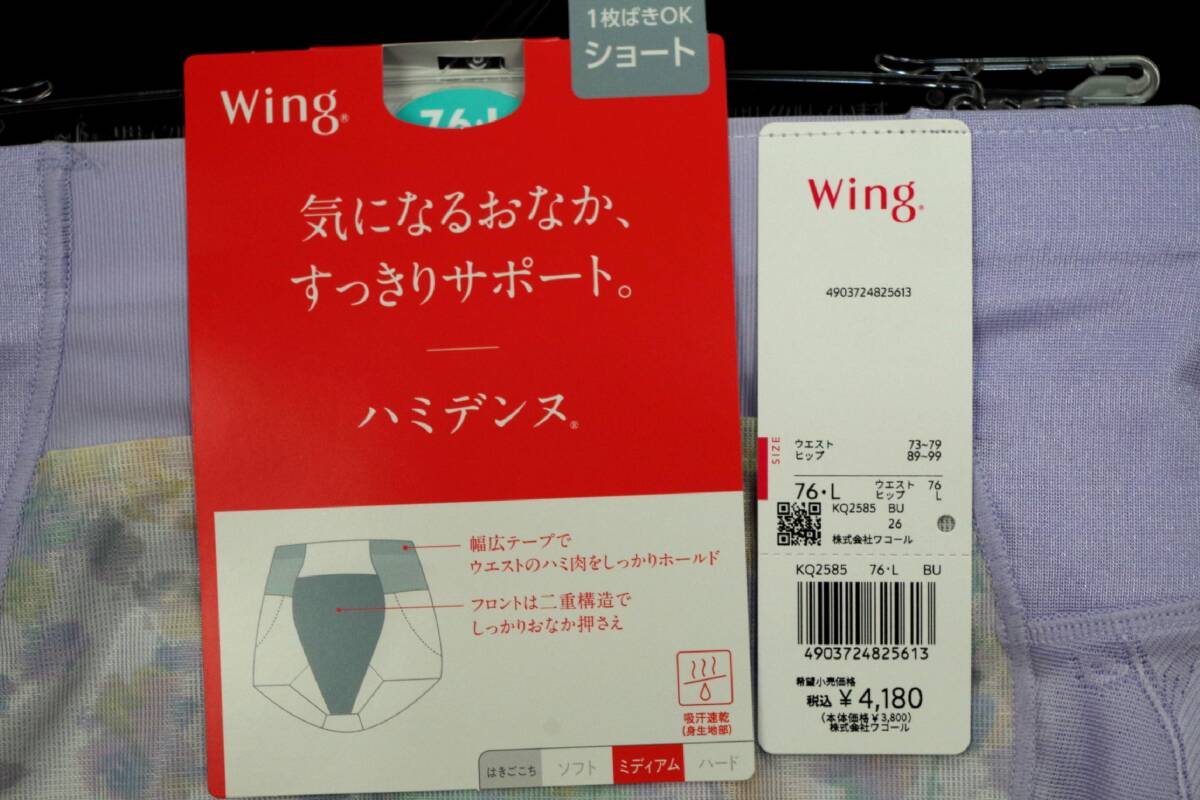 1枚ばきOK
ショート
Wing®
76・L
気になるおなか、
すっきりサポート。
ハミデンヌ®
幅広テープで
ウエストのハミ肉をしっかりホールド
フロントは二重構造で
しっかりおなか押さえ
吸汗速乾
(身生地部)
はきごこち ソフト ミディアム ハード
Wing®
4903724825613
SIZE
ウエスト 73~79
ヒップ 89~99
76・L ウエスト 76
ヒップ L
KQ2585 BU
26
株式会社ワコール
KQ2585 76・L BU
4903724825613
希望小売価格
税込 ¥4,180
(本体価格¥3,800)
株式会社ワコール